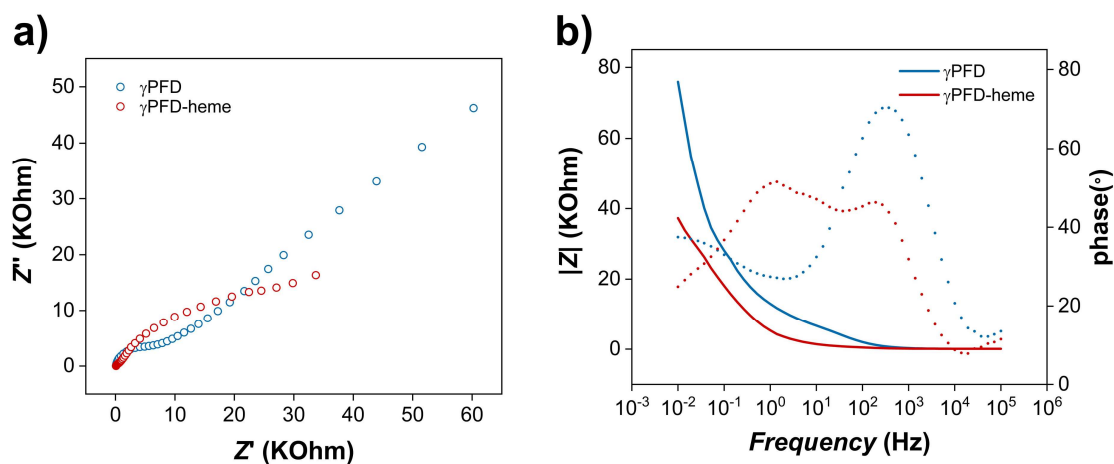 a)
γPFD
γPFD-heme
50
40
30
20
10
0
Z'' (KOhm)
0 10 20 30 40 50 60
Z' (KOhm)
b)
γPFD
γPFD-heme
80
60
40
20
0
|Z| (KOhm)
80
60
40
20
0
phase(°)
10⁻³ 10⁻² 10⁻¹ 10⁰ 10¹ 10² 10³ 10⁴ 10⁵ 10⁶
Frequency (Hz)